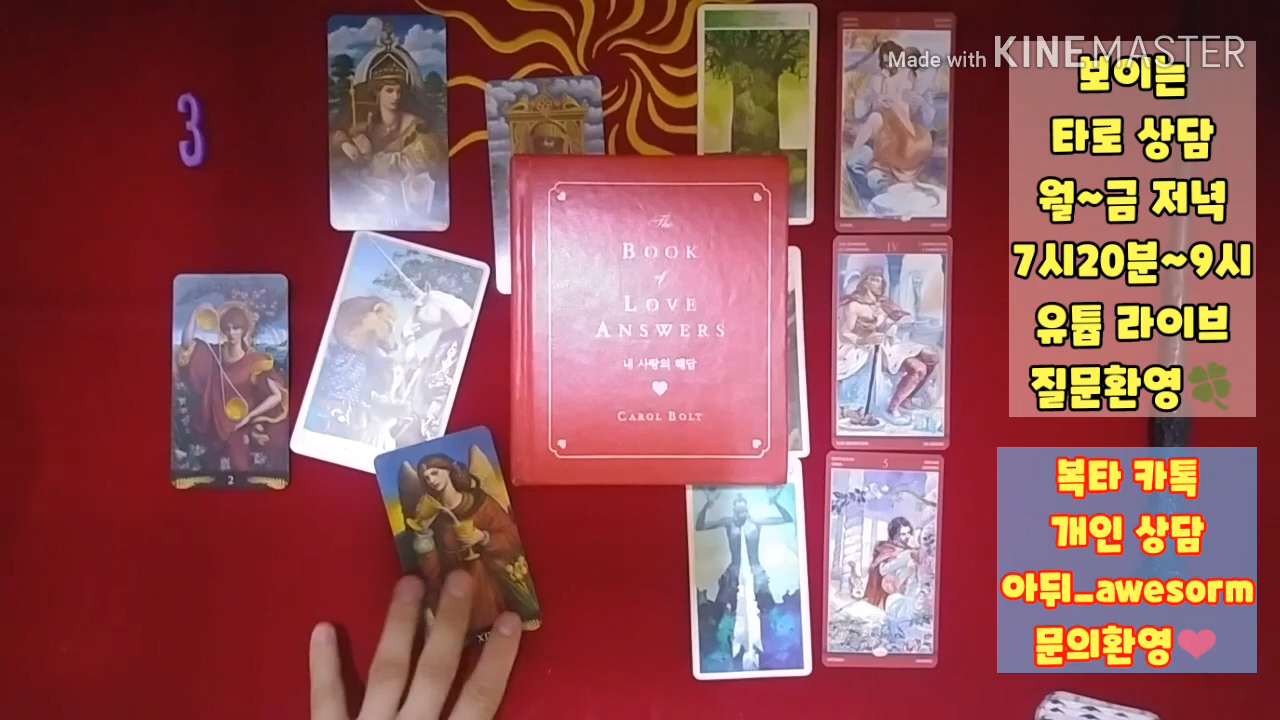 Made with KINEMASTER
3
The
BOOK
of
LOVE
ANSWERS
내 사랑의 해답
CAROL BOLT
2
IV
5
보이는
타로 상담
월~금 저녁
7시20분~9시
유튭 라이브
질문환영🍀
복타 카톡
개인 상담
아뒤_awesorm
문의환영❤